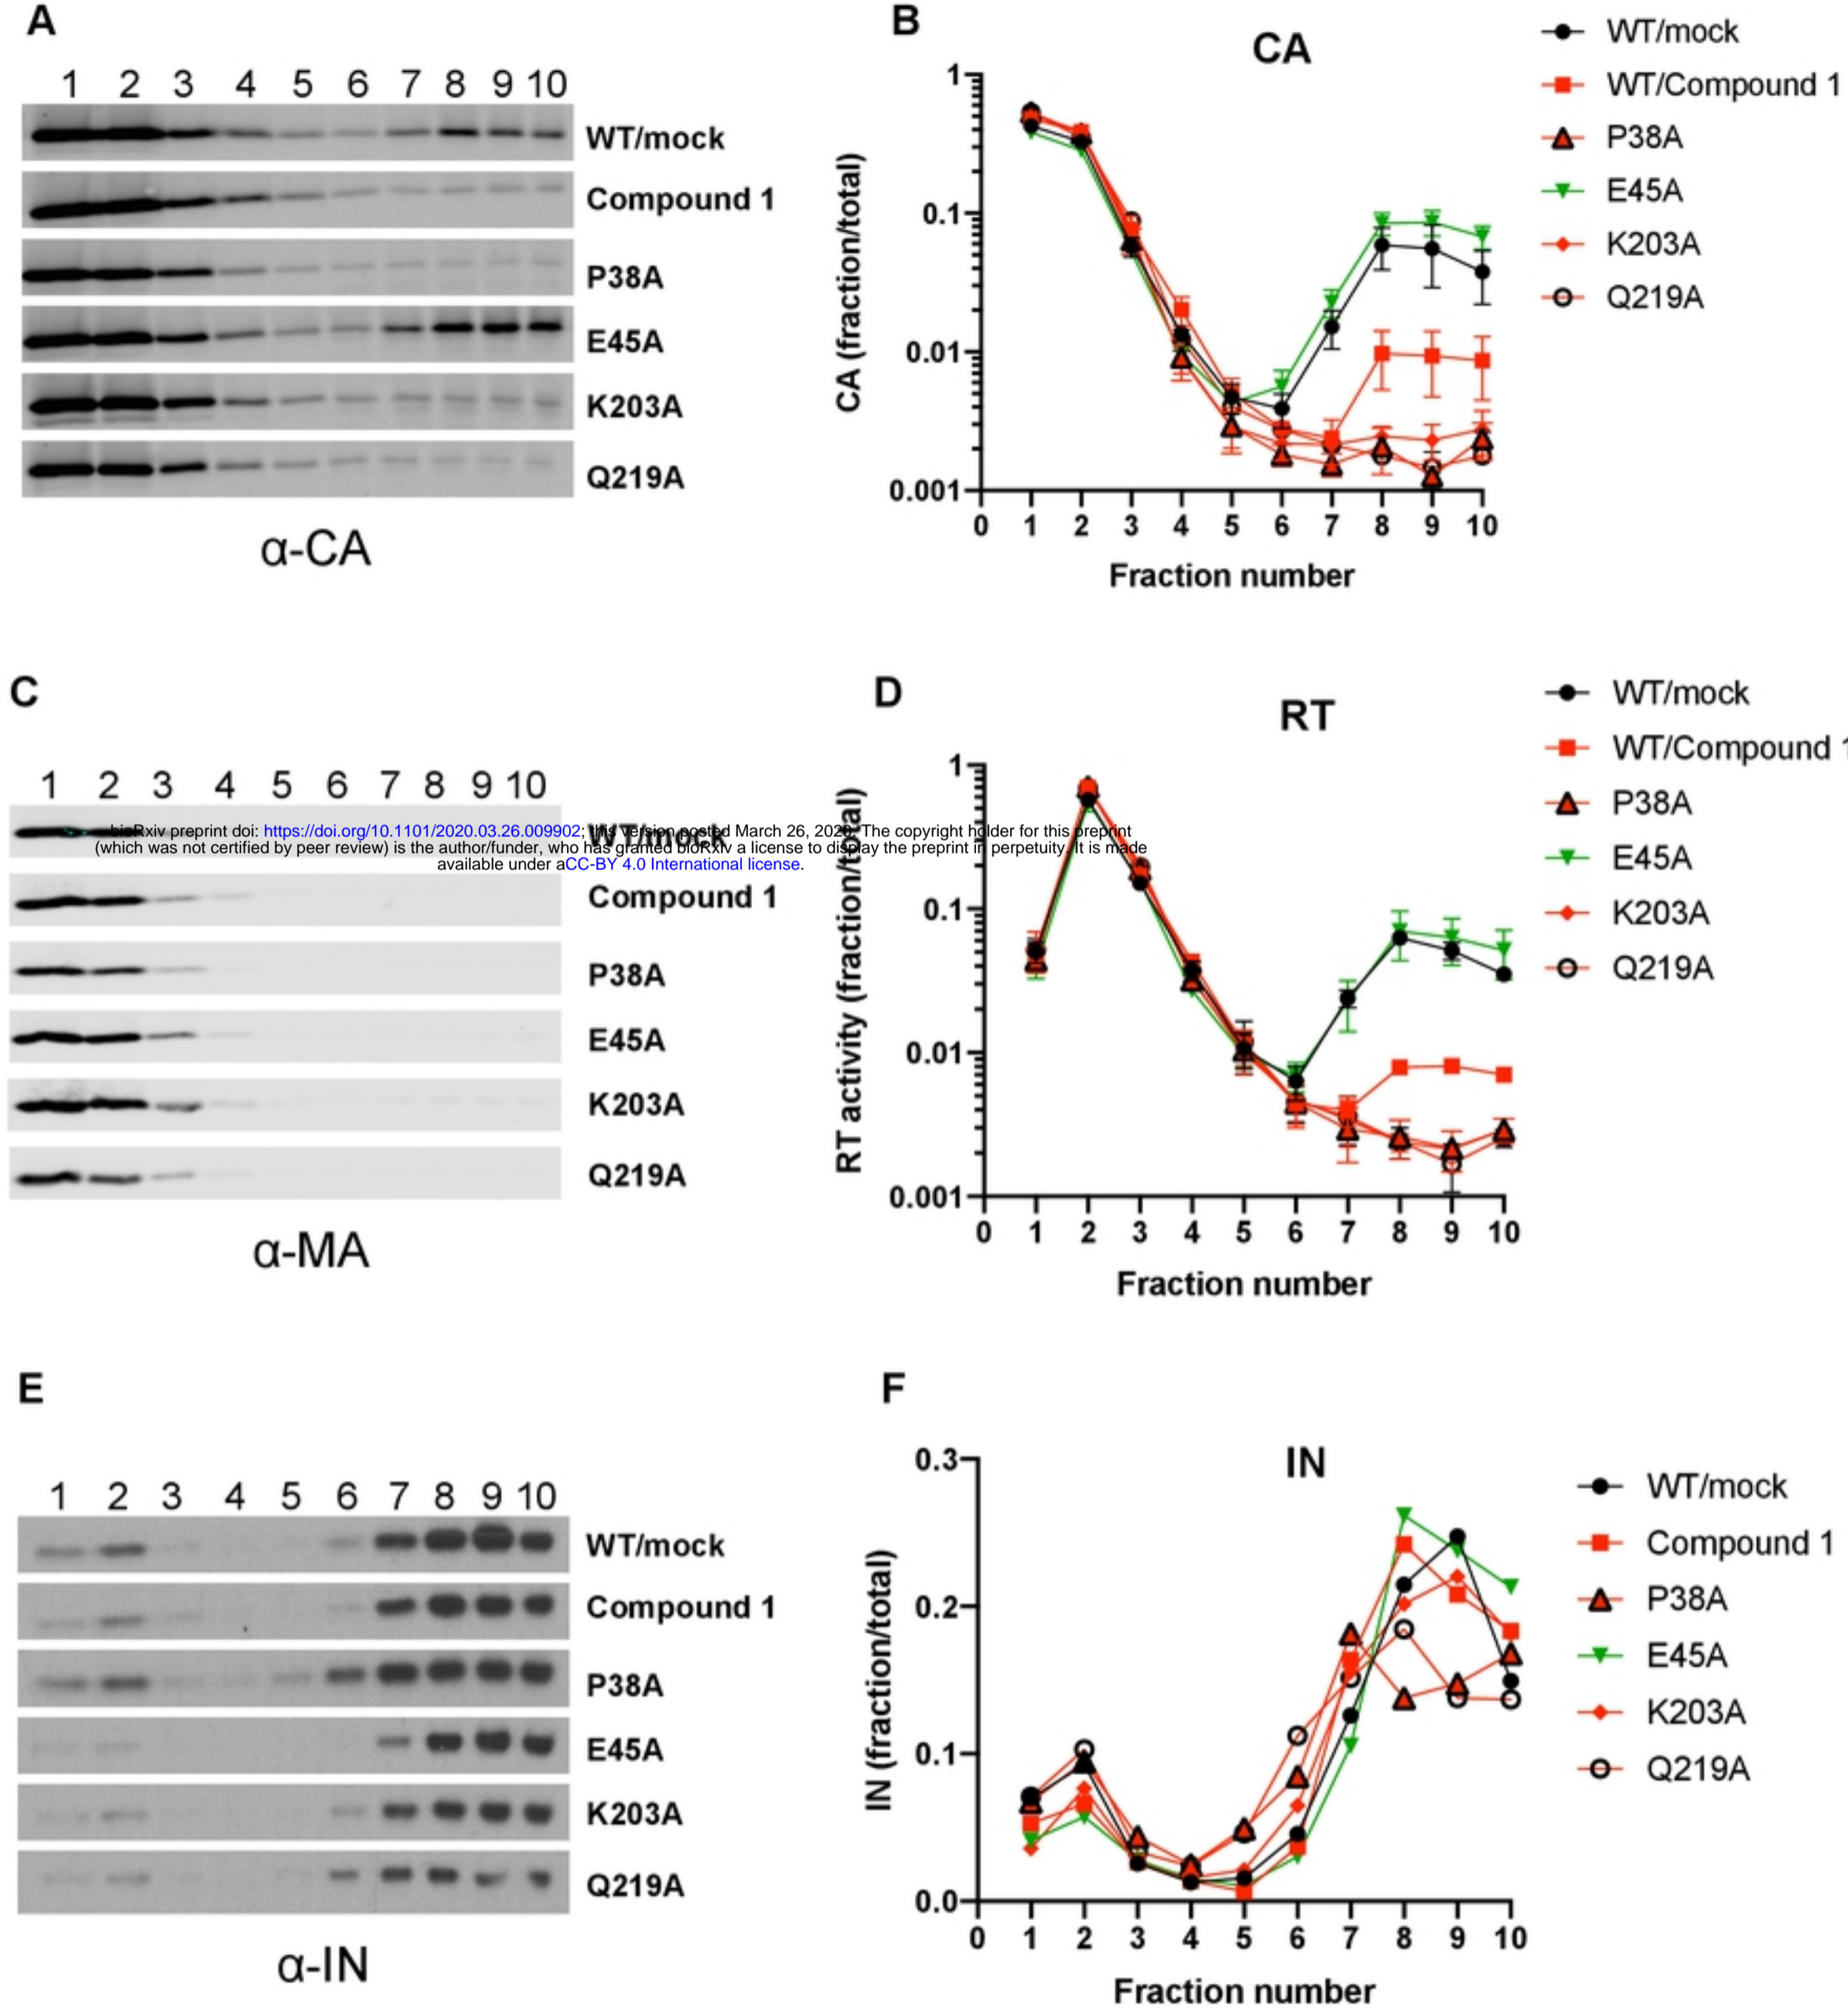 A
1 2 3 4 5 6 7 8 9 10
WT/mock
Compound 1
P38A
E45A
K203A
Q219A
α-CA
B
CA
CA (fraction/total)
1
0.1
0.01
0.001
0 1 2 3 4 5 6 7 8 9 10
Fraction number
WT/mock
WT/Compound 1
P38A
E45A
K203A
Q219A
C
1 2 3 4 5 6 7 8 9 10
WT/mock
bioRxiv preprint doi: https://doi.org/10.1101/2020.03.26.009902; this version posted March 26, 2020. The copyright holder for this preprint
(which was not certified by peer review) is the author/funder, who has granted bioRxiv a license to display the preprint in perpetuity. It is made
available under aCC-BY 4.0 International license.
Compound 1
P38A
E45A
K203A
Q219A
α-MA
D
RT
RT activity (fraction/total)
1
0.1
0.01
0.001
0 1 2 3 4 5 6 7 8 9 10
Fraction number
WT/mock
WT/Compound 1
P38A
E45A
K203A
Q219A
E
1 2 3 4 5 6 7 8 9 10
WT/mock
Compound 1
P38A
E45A
K203A
Q219A
α-IN
F
IN
IN (fraction/total)
0.3
0.2
0.1
0.0
0 1 2 3 4 5 6 7 8 9 10
Fraction number
WT/mock
Compound 1
P38A
E45A
K203A
Q219A